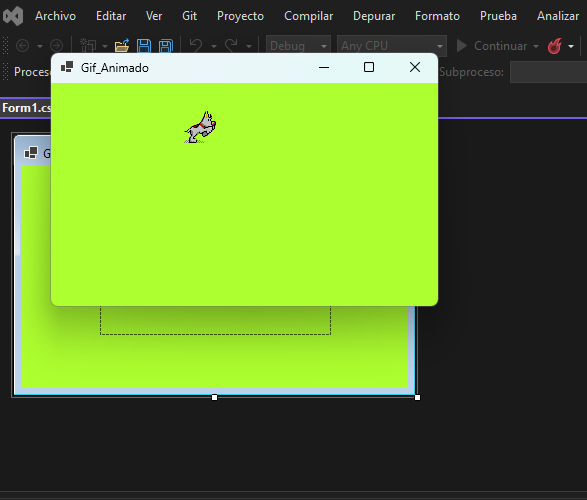 Archivo Editar Ver Git Proyecto Compilar Depurar Formato Prueba Analizar
Debug Any CPU Continuar
Gif_Animado
Proces Subproceso:
Form1.cs
G